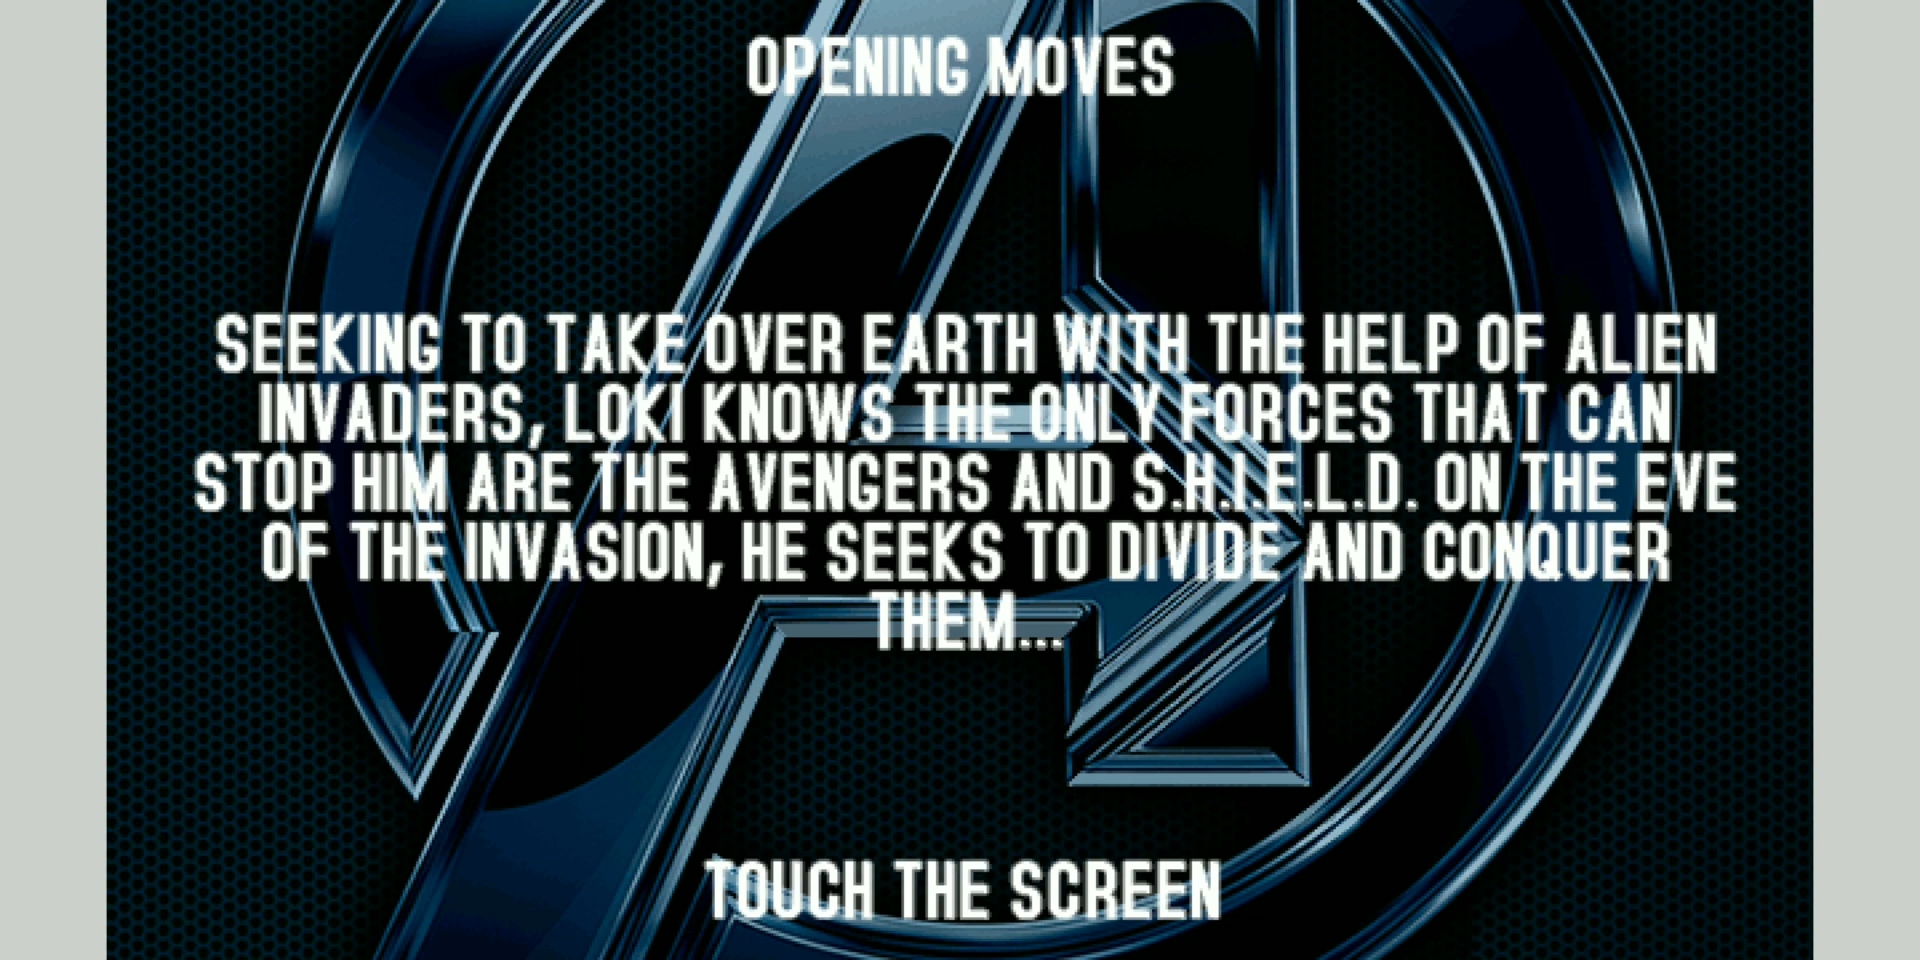 OPENING MOVES
SEEKING TO TAKE OVER EARTH WITH THE HELP OF ALIEN
INVADERS, LOKI KNOWS THE ONLY FORCES THAT CAN
STOP HIM ARE THE AVENGERS AND S.H.I.E.L.D. ON THE EVE
OF THE INVASION, HE SEEKS TO DIVIDE AND CONQUER
THEM...
TOUCH THE SCREEN